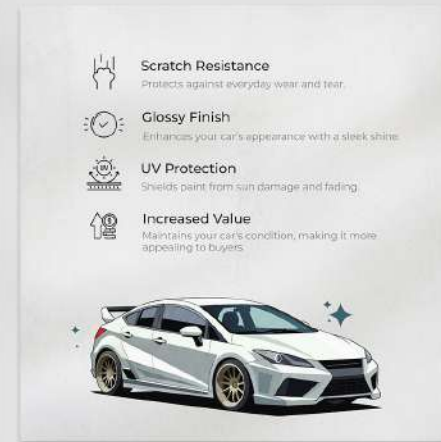 Scratch Resistance
Protects against everyday wear and tear.
Glossy Finish
Enhances your car's appearance with a sleek shine.
UV
UV Protection
Shields paint from sun damage and fading.
$
Increased Value
Maintains your car's condition, making it more
appealing to buyers.